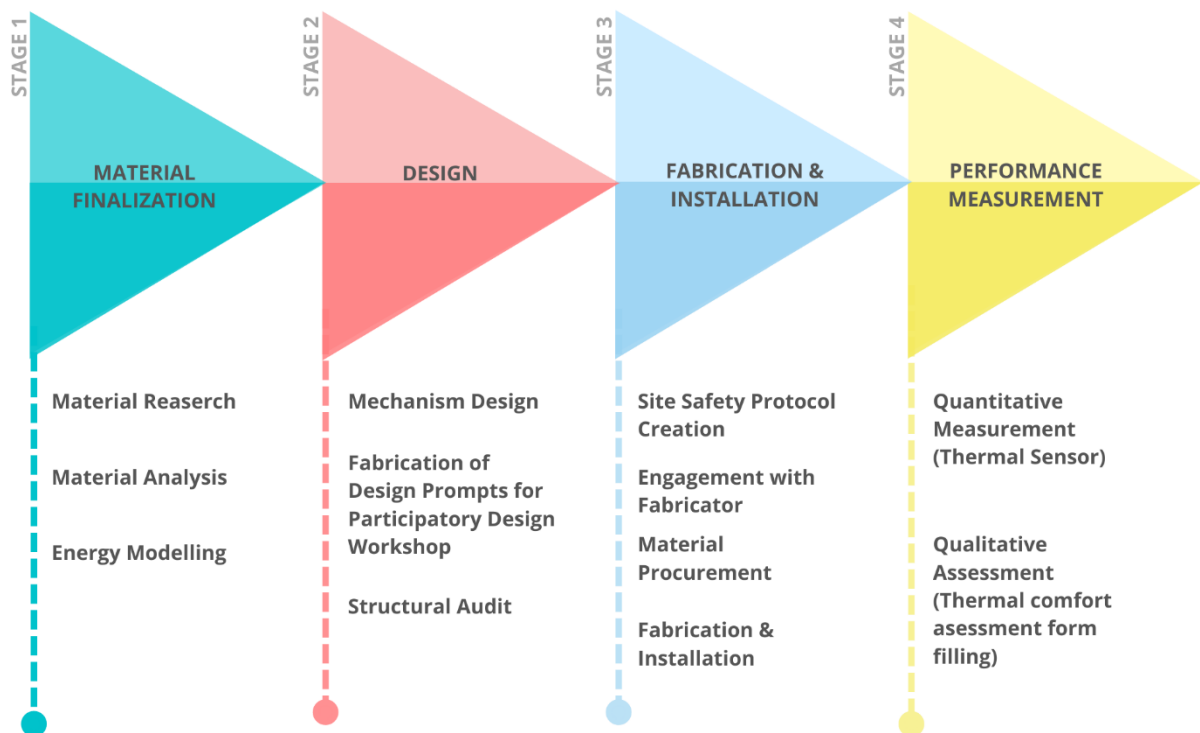 STAGE 1
MATERIAL
FINALIZATION
Material Reaserch
Material Analysis
Energy Modelling
STAGE 2
DESIGN
Mechanism Design
Fabrication of
Design Prompts for
Participatory Design
Workshop
Structural Audit
STAGE 3
FABRICATION &
INSTALLATION
Site Safety Protocol
Creation
Engagement with
Fabricator
Material
Procurement
Fabrication &
Installation
STAGE 4
PERFORMANCE
MEASUREMENT
Quantitative
Measurement
(Thermal Sensor)
Qualitative
Assessment
(Thermal comfort
asessment form
filling)